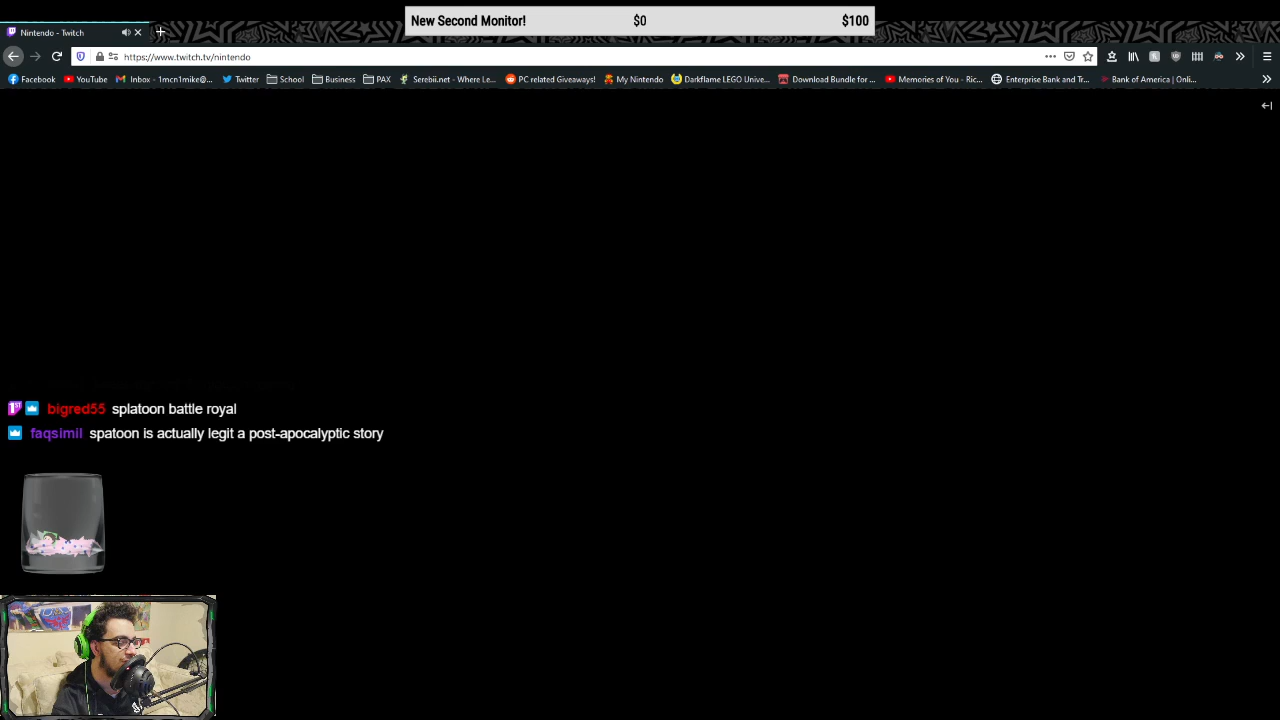 New Second Monitor! $0 $100
Nintendo - Twitch
https://www.twitch.tv/nintendo
Facebook YouTube Inbox - 1mcn1mike@... Twitter School Business PAX Serebii.net - Where Le... PC related Giveaways! My Nintendo Darkflame LEGO Unive... Download Bundle for ... Memories of You - Ric... Enterprise Bank and Tr... Bank of America | Onli...
1ST bigred55 splatoon battle royal
faqsimil spatoon is actually legit a post-apocalyptic story